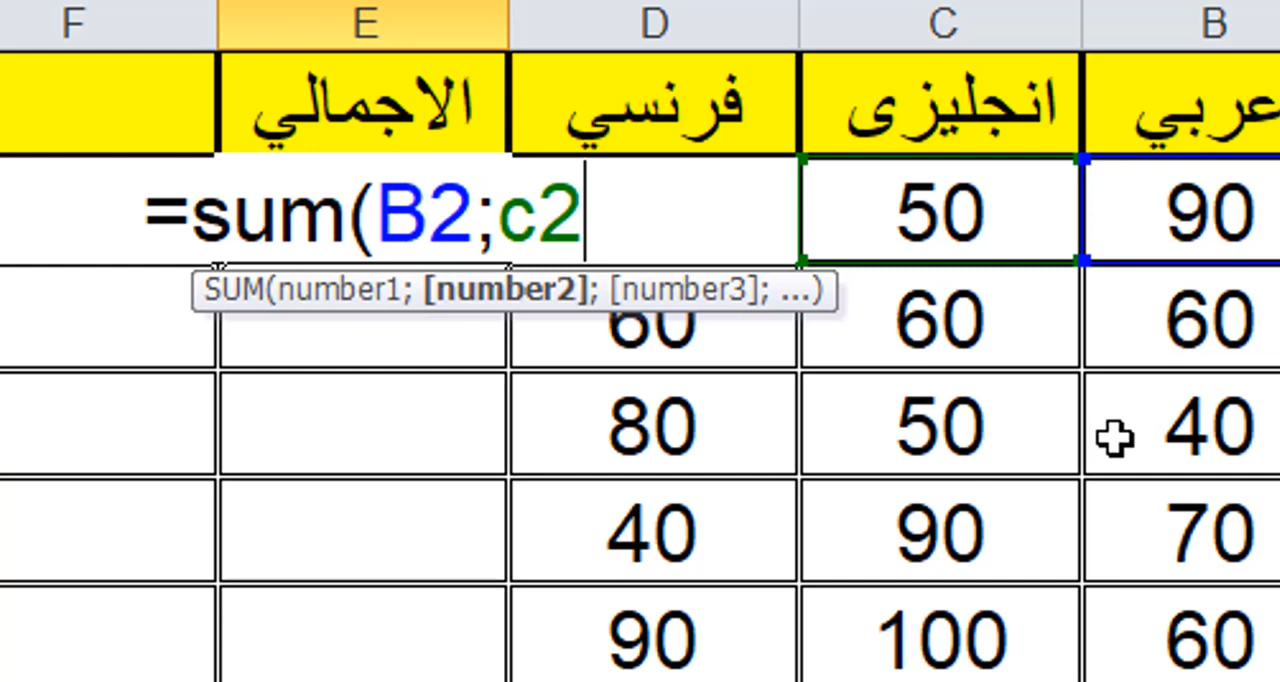 F E D C B
عربي انجليزى فرنسي الاجمالي
=sum(B2;c2 50 90
SUM(number1; [number2]; [number3]; ...)
60 60 60
80 50 40
40 90 70
90 100 60